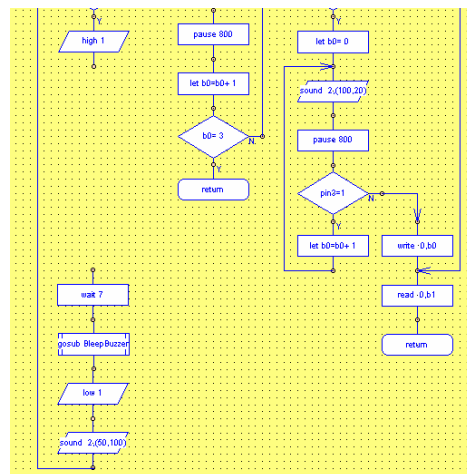 Y
high 1
wait 7
gosub BleepBuzzer
low 1
sound 2,(50,100)
pause 800
let b0=b0+ 1
b0= 3
N
Y
return
Y
let b0= 0
sound 2,(100,20)
pause 800
pin3=1
N
Y
let b0=b0+ 1
write -0,b0
read -0,b1
return